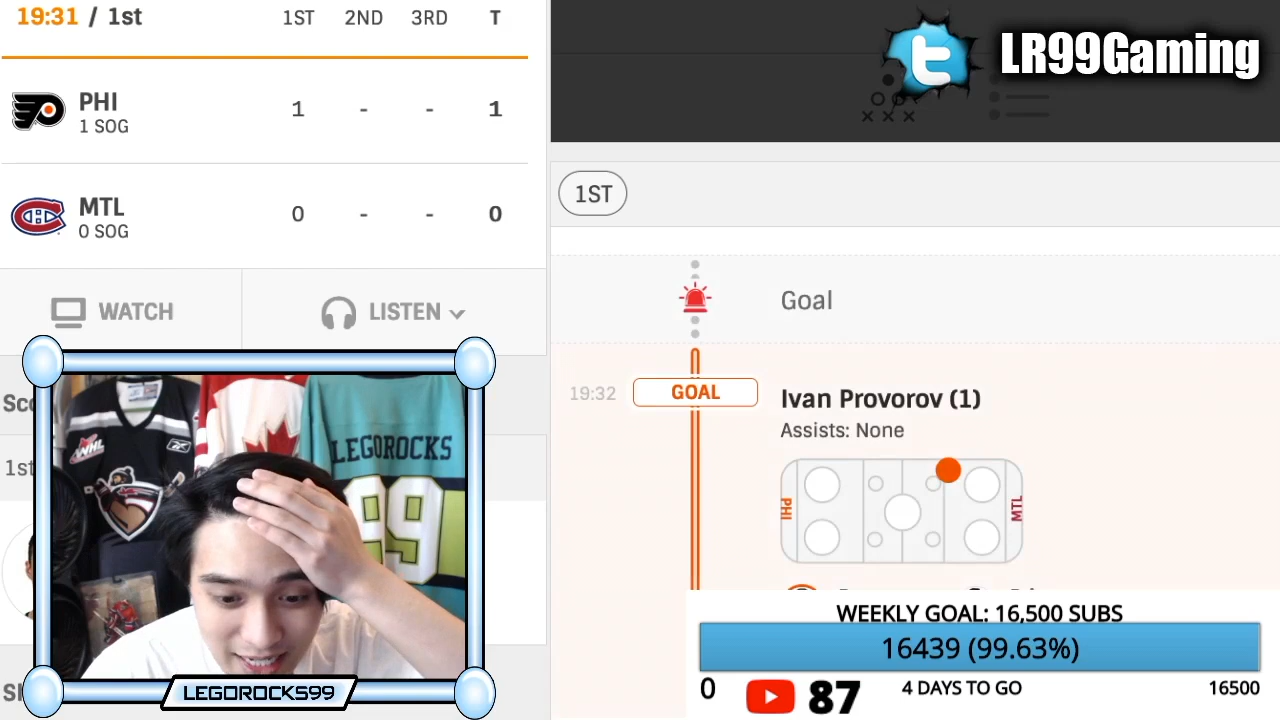 19:31 / 1st
1ST 2ND 3RD T
PHI
1 SOG
1 - - 1
MTL
0 SOG
0 - - 0
WATCH
LISTEN
Sco
1st
LR99Gaming
1ST
Goal
19:32
GOAL
Ivan Provorov (1)
Assists: None
PHI
MTL
WHL
LEGOROCKS
99
LEGOROCKS99
WEEKLY GOAL: 16,500 SUBS
16439 (99.63%)
0
87
4 DAYS TO GO
16500